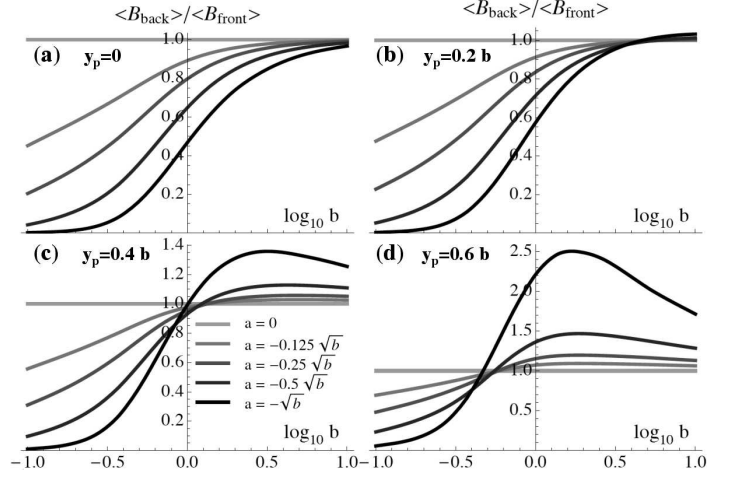 <B_back>/<B_front>
<B_back>/<B_front>
(a) y_p=0
1.0
0.8
0.6
0.4
0.2
log₁₀ b
(b) y_p=0.2 b
1.0
0.8
0.6
0.4
0.2
log₁₀ b
(c) y_p=0.4 b
1.4
1.2
1.0
0.8
0.6
0.4
0.2
a = 0
a = −0.125 √b
a = −0.25 √b
a = −0.5 √b
a = −√b
log₁₀ b
−1.0 −0.5 0.0 0.5 1.0
(d) y_p=0.6 b
2.5
2.0
1.5
1.0
0.5
log₁₀ b
−1.0 −0.5 0.0 0.5 1.0